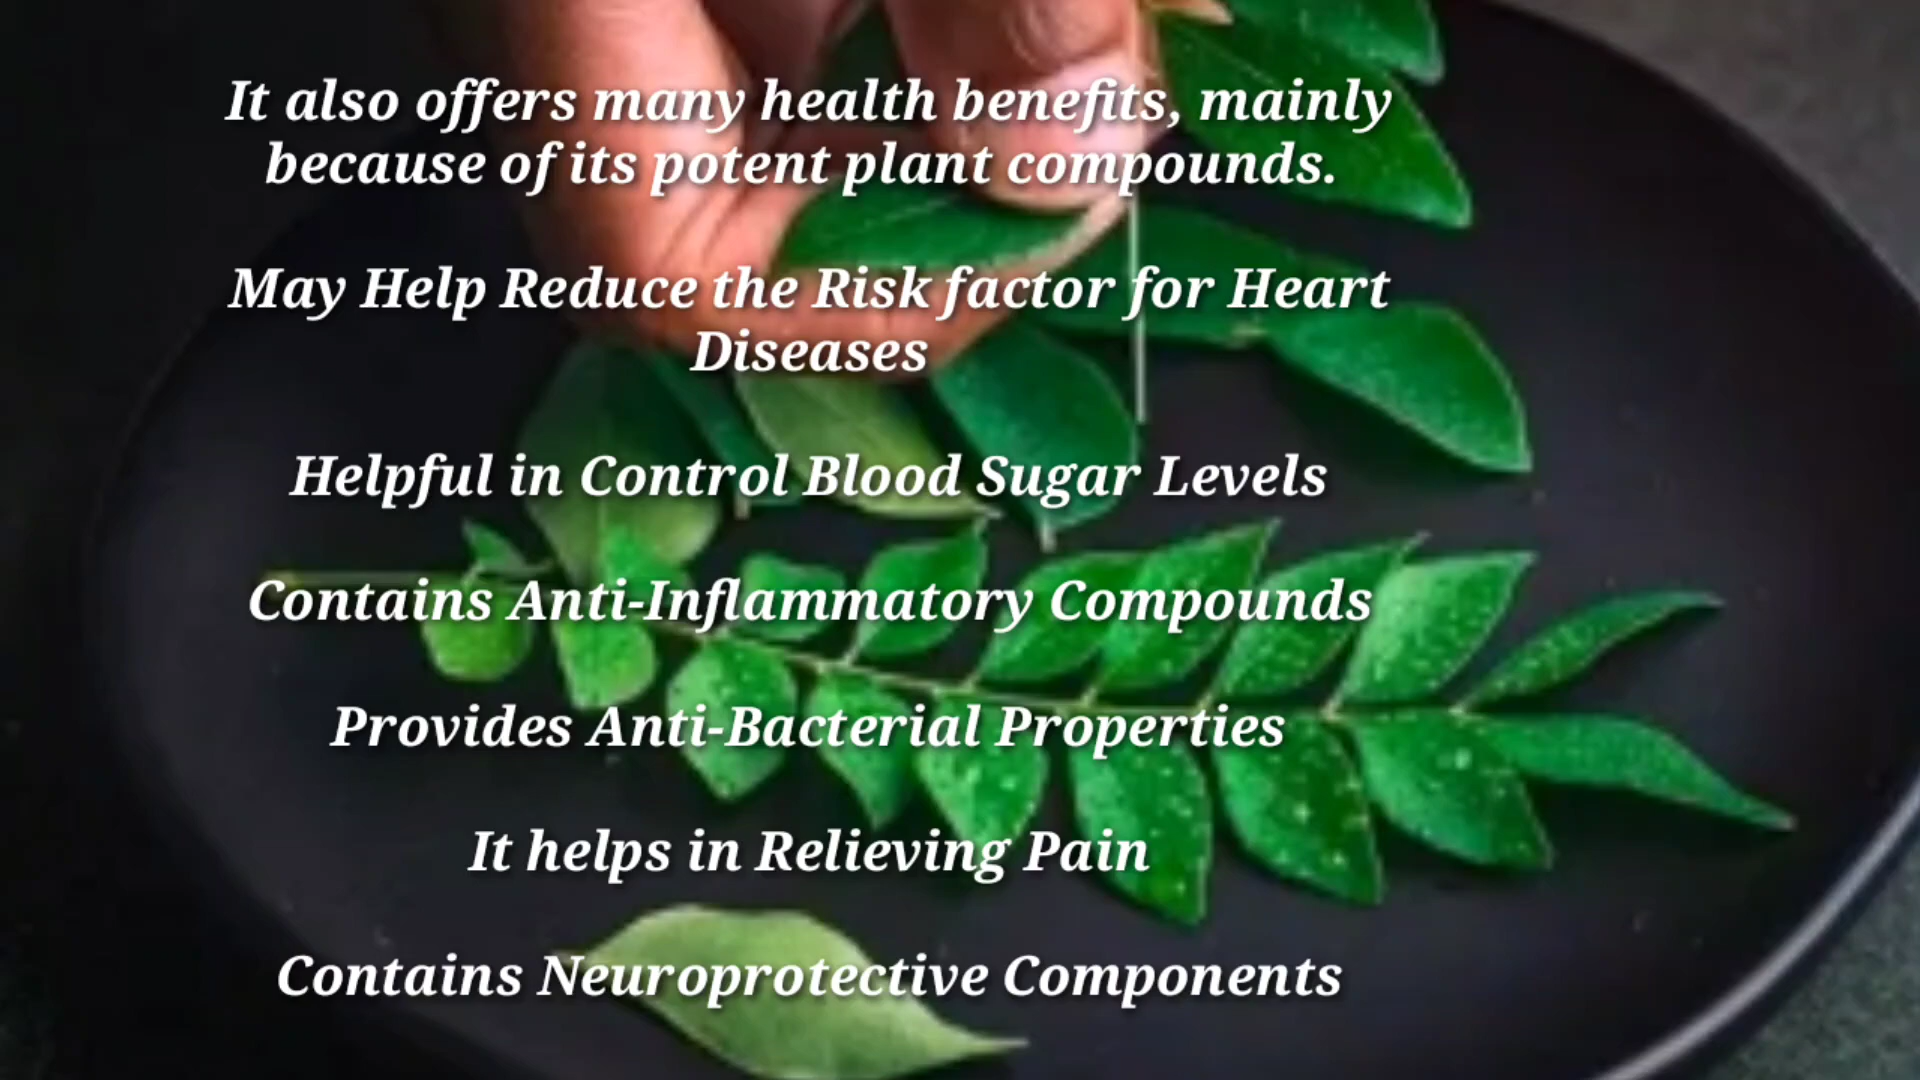 It also offers many health benefits, mainly
because of its potent plant compounds.
May Help Reduce the Risk factor for Heart
Diseases
Helpful in Control Blood Sugar Levels
Contains Anti-Inflammatory Compounds
Provides Anti-Bacterial Properties
It helps in Relieving Pain
Contains Neuroprotective Components